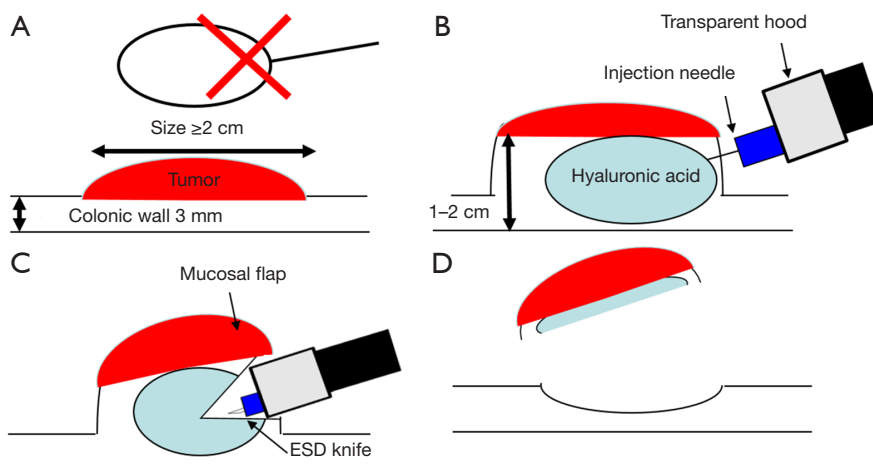 A
Size ≥2 cm
Tumor
Colonic wall 3 mm
B
Transparent hood
Injection needle
Hyaluronic acid
1–2 cm
C
Mucosal flap
ESD knife
D